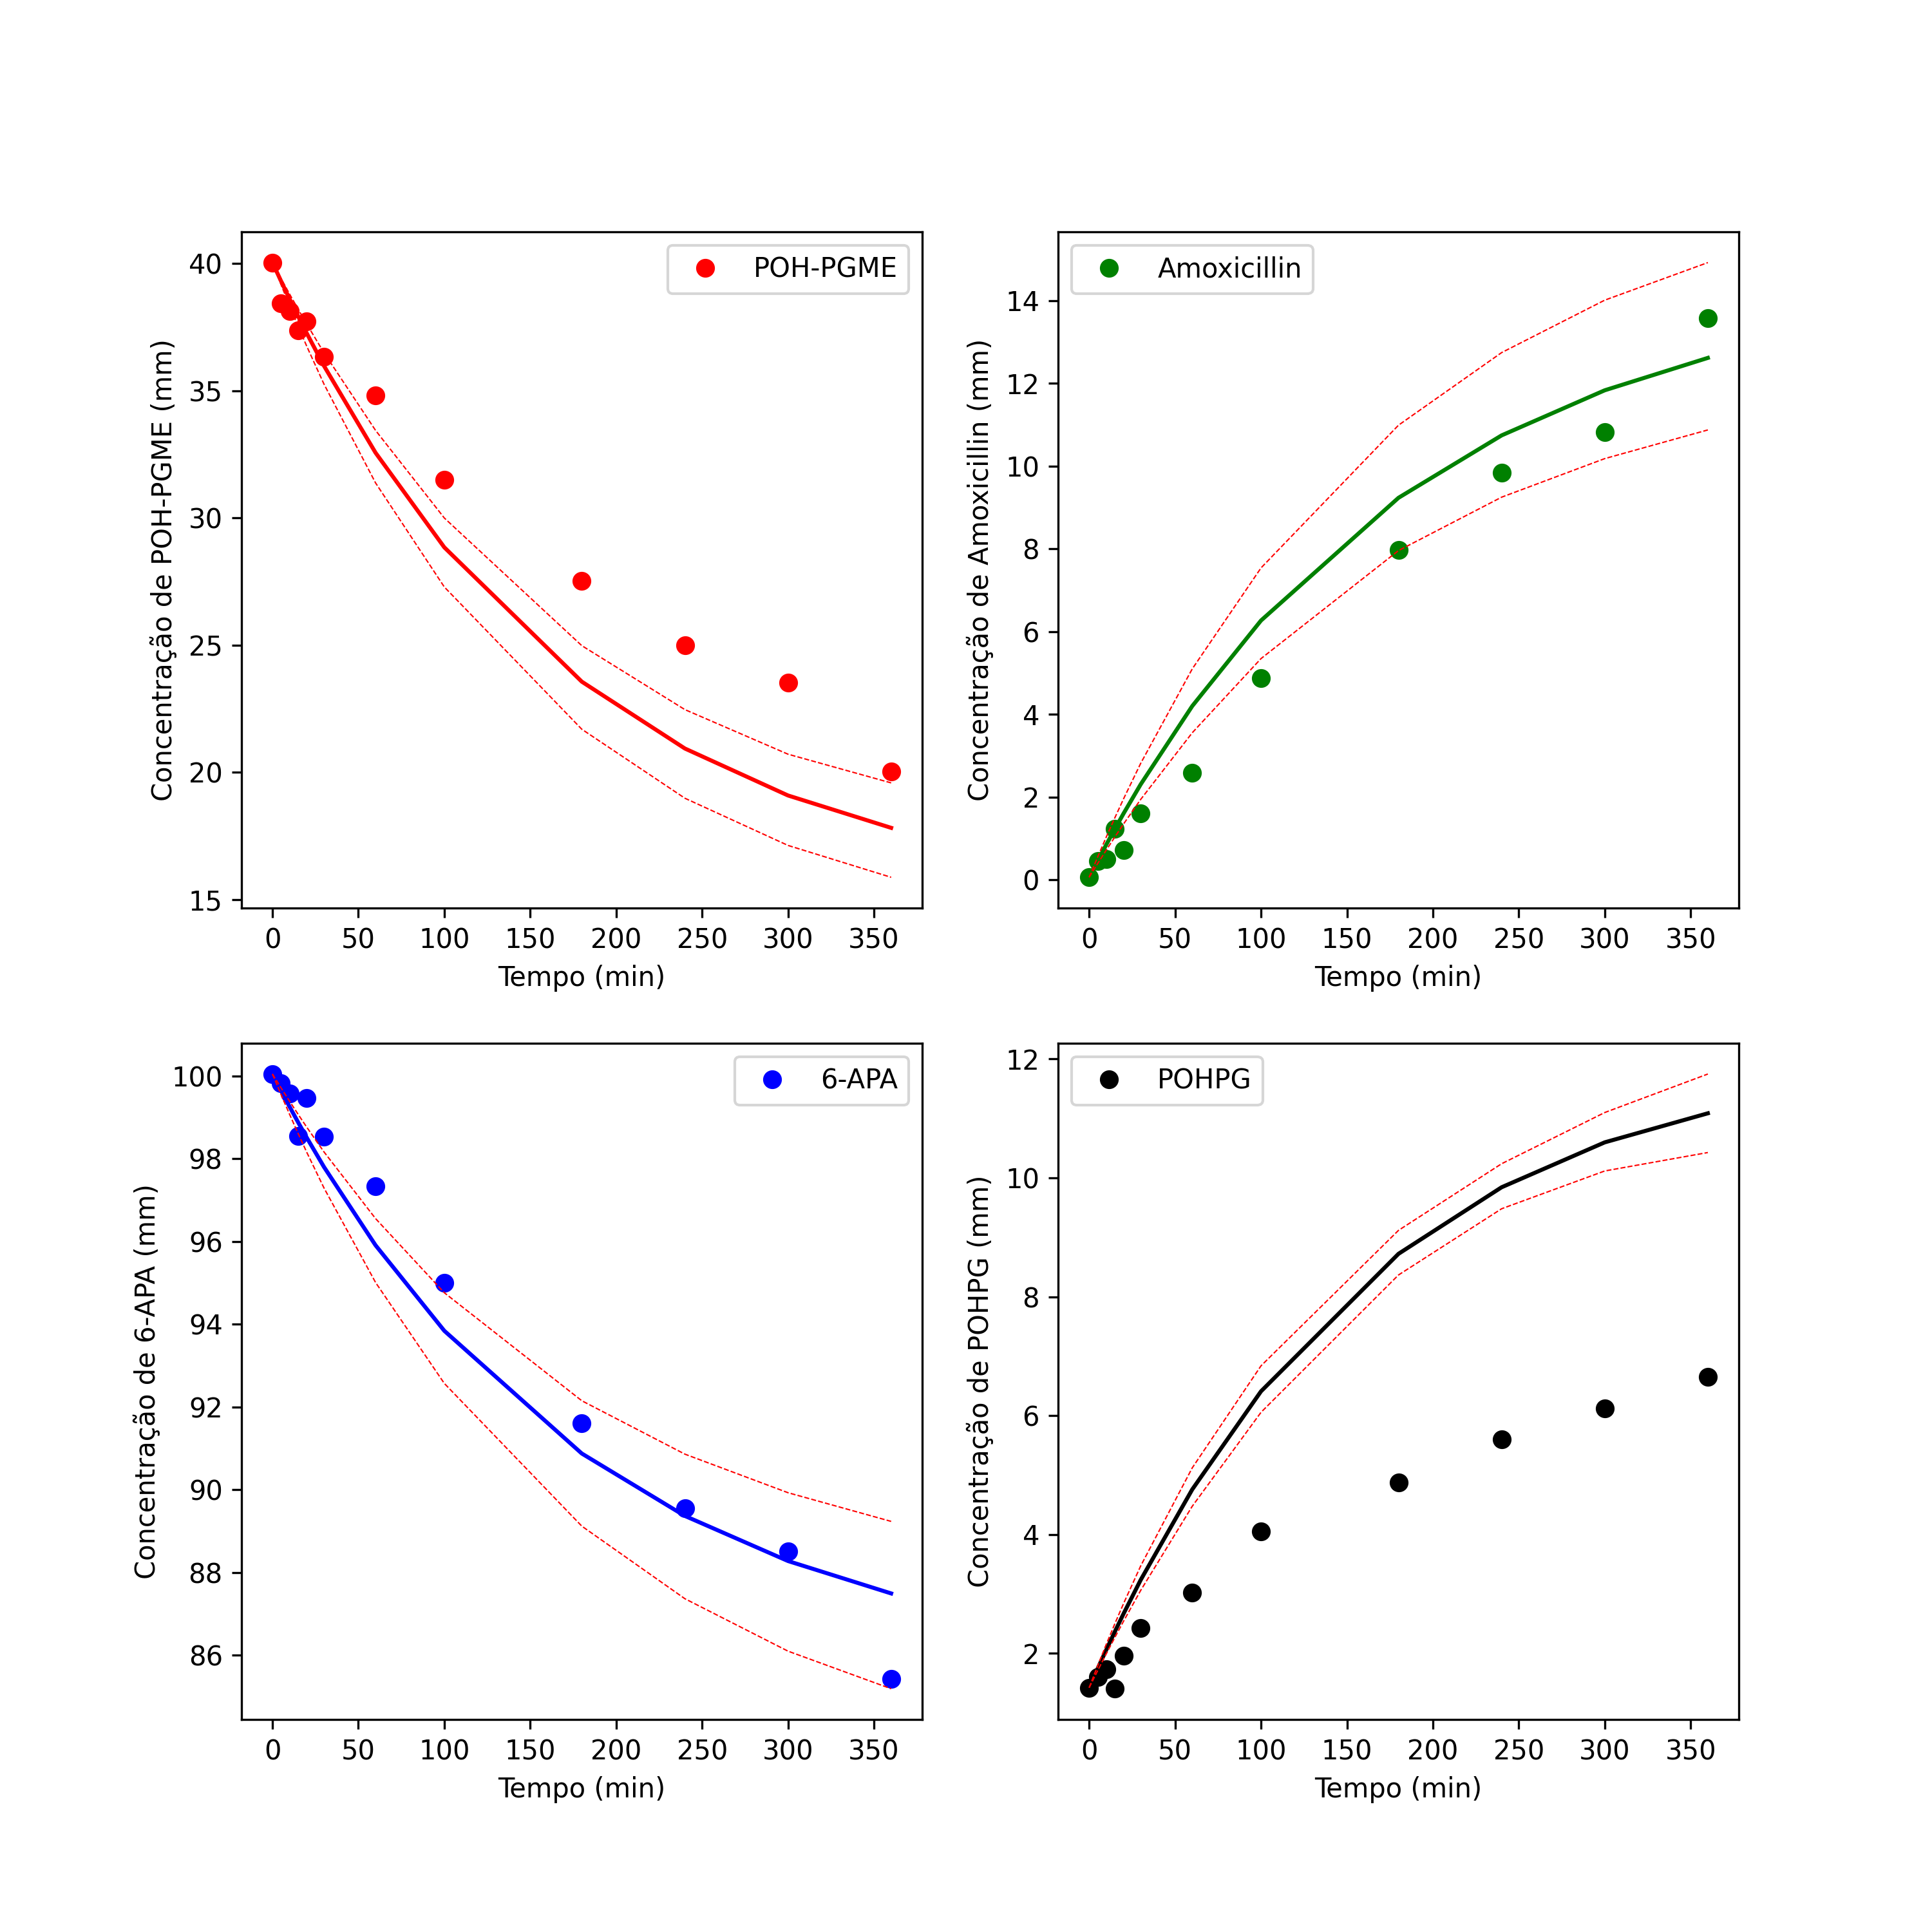 POH-PGME
40
35
30
25
20
15
Concentração de POH-PGME (mm)
0 50 100 150 200 250 300 350
Tempo (min)
Amoxicillin
14
12
10
8
6
4
2
0
Concentração de Amoxicillin (mm)
0 50 100 150 200 250 300 350
Tempo (min)
6-APA
100
98
96
94
92
90
88
86
Concentração de 6-APA (mm)
0 50 100 150 200 250 300 350
Tempo (min)
POHPG
12
10
8
6
4
2
Concentração de POHPG (mm)
0 50 100 150 200 250 300 350
Tempo (min)